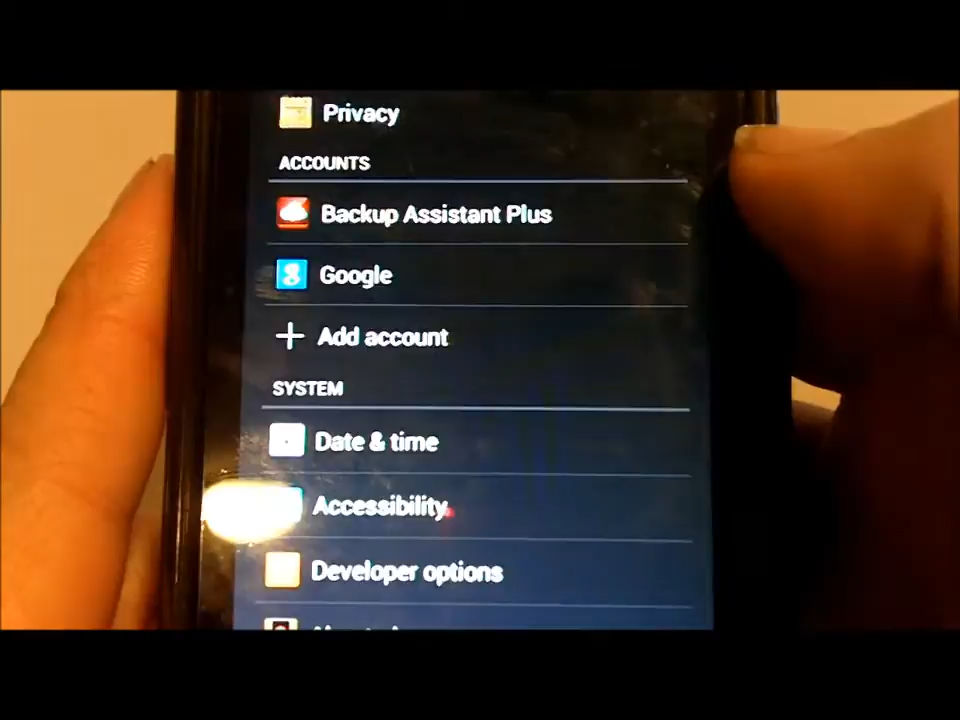 Privacy
ACCOUNTS
Backup Assistant Plus
Google
Add account
SYSTEM
Date & time
Accessibility
Developer options